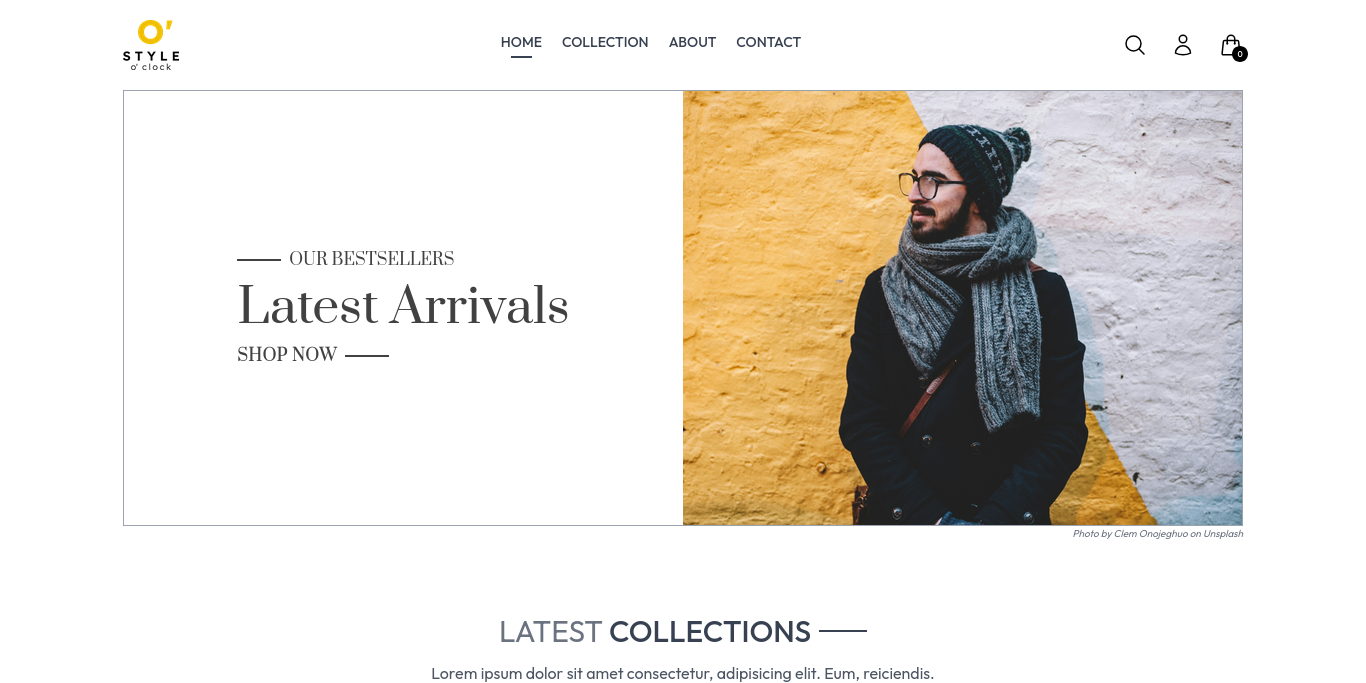 O'
STYLE
o' clock
HOME COLLECTION ABOUT CONTACT
0
OUR BESTSELLERS
Latest Arrivals
SHOP NOW
Photo by Clem Onojeghuo on Unsplash
LATEST COLLECTIONS
Lorem ipsum dolor sit amet consectetur, adipisicing elit. Eum, reiciendis.